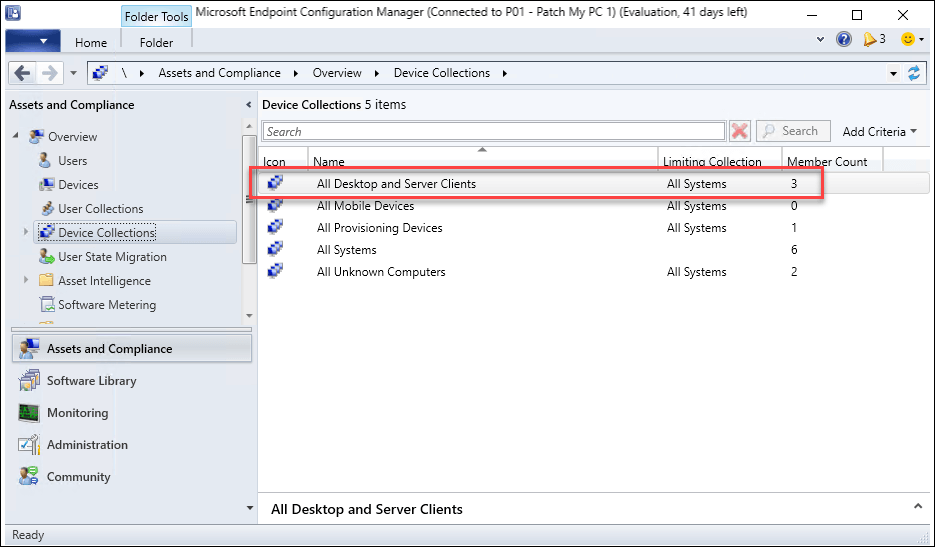 Folder Tools
Microsoft Endpoint Configuration Manager (Connected to P01 - Patch My PC 1) (Evaluation, 41 days left)
Home
Folder
3
\ Assets and Compliance Overview Device Collections
Assets and Compliance
Overview
Users
Devices
User Collections
Device Collections
User State Migration
Asset Intelligence
Software Metering
Assets and Compliance
Software Library
Monitoring
Administration
Community
Device Collections 5 items
Search
Search
Add Criteria
Icon Name Limiting Collection Member Count
All Desktop and Server Clients All Systems 3
All Mobile Devices All Systems 0
All Provisioning Devices All Systems 1
All Systems 6
All Unknown Computers All Systems 2
All Desktop and Server Clients
Ready